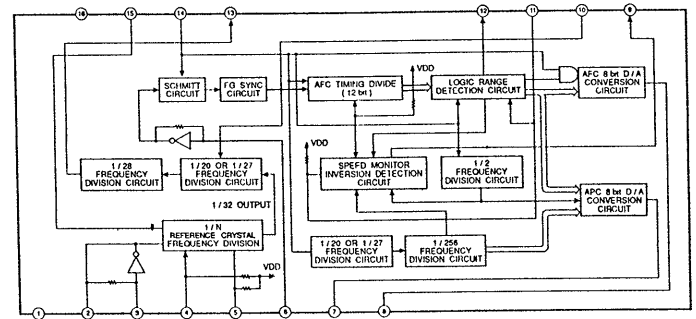 16 15 14 13 12 11 10 9
SCHMITT
CIRCUIT
FG SYNC
CIRCUIT
AFC TIMING DIVIDE
(12 bit)
VDD
LOGIC RANGE
DETECTION CIRCUIT
AFC 8 bit D/A
CONVERSION
CIRCUIT
VDD
1/28
FREQUENCY
DIVISION CIRCUIT
1/20 OR 1/27
FREQUENCY
DIVISION CIRCUIT
SPEFD MONITOR
INVERSION DETECTION
CIRCUIT
1/2
FREQUENCY
DIVISION CIRCUIT
APC 8 bit D/A
CONVERSION
CIRCUIT
1/32 OUTPUT
1/N
REFERENCE CRYSTAL
FREQUENCY DIVISION
1/20 OR 1/27
FREQUENCY
DIVISION CIRCUIT
1/256
FREQUENCY
DIVISION CIRCUIT
VDD
1 2 3 4 5 6 7 8